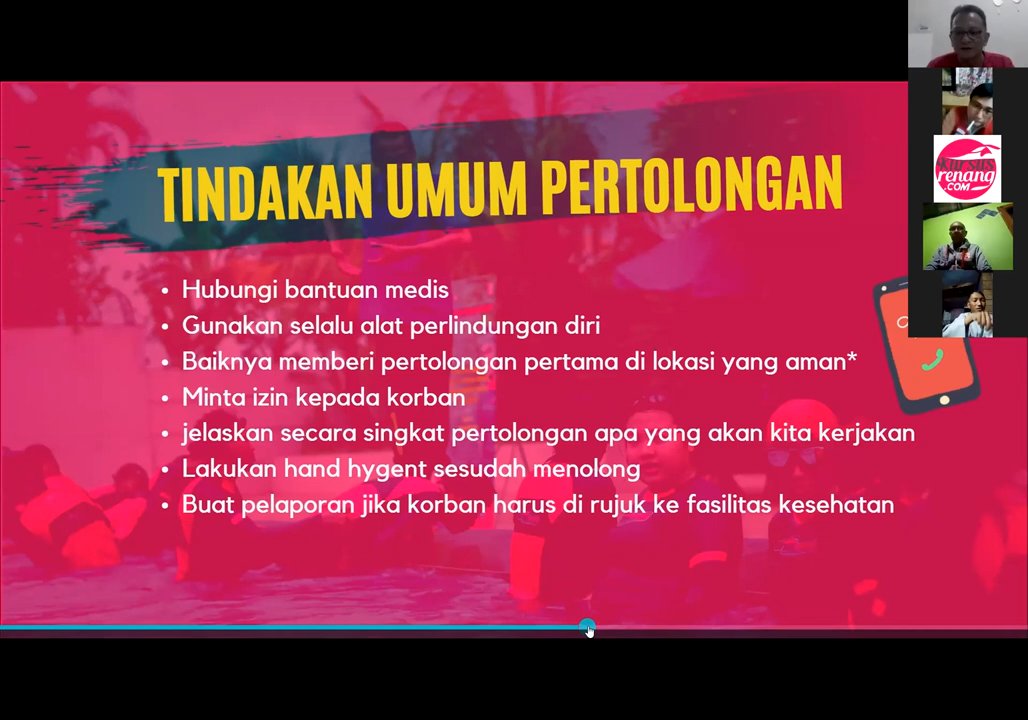 TINDAKAN UMUM PERTOLONGAN
• Hubungi bantuan medis
• Gunakan selalu alat perlindungan diri
• Baiknya memberi pertolongan pertama di lokasi yang aman*
• Minta izin kepada korban
• jelaskan secara singkat pertolongan apa yang akan kita kerjakan
• Lakukan hand hygent sesudah menolong
• Buat pelaporan jika korban harus di rujuk ke fasilitas kesehatan
kursus
renang
.COM